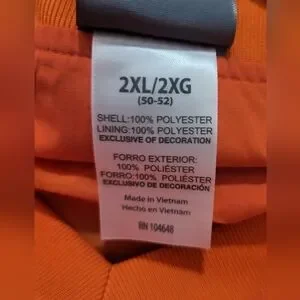 2XL/2XG
(50-52)
SHELL:100% POLYESTER
LINING:100% POLYESTER
EXCLUSIVE OF DECORATION
FORRO EXTERIOR:
100% POLIÉSTER
FORRO:100% POLIÉSTER
EXCLUSIVO DE DECORACIÓN
Made in Vietnam
Hecho en Vietnam
RN 104648